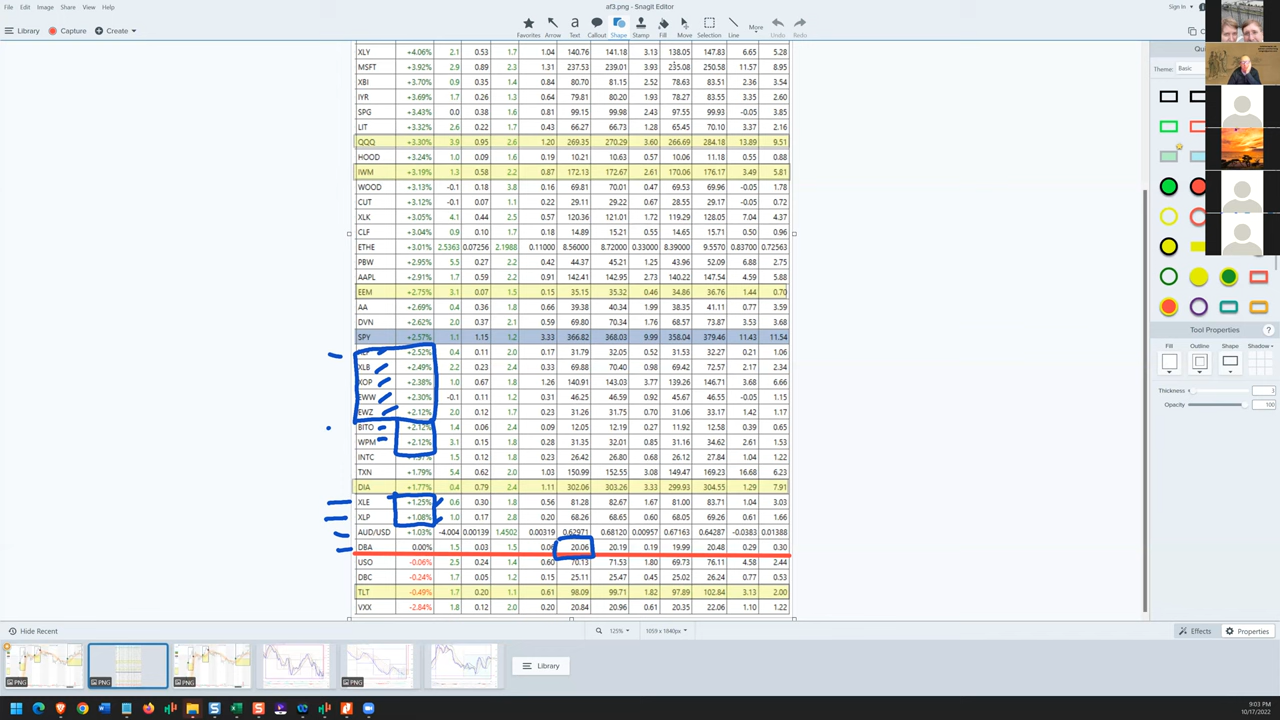 af3.png - Snagit Editor
File Edit Image Share View Help
Sign In
Library Capture Create
Favorite Arrow Text Callout Shape Stamp Fill Move Selection Line More Undo Redo
XLY +4.06% 2.1 0.53 1.7 1.04 140.76 141.18 3.13 138.05 147.83 6.65 5.28
MSFT +3.92% 2.9 0.89 2.3 1.31 237.53 239.01 3.93 235.08 250.58 11.57 8.95
XBI +3.70% 0.9 0.35 1.4 0.84 80.70 81.15 2.52 78.63 83.51 2.36 3.54
IYR +3.69% 1.7 0.26 1.3 0.64 79.81 80.20 1.93 78.27 83.55 3.35 2.90
SPG +3.43% 0.0 0.38 1.6 0.81 99.15 99.98 2.43 97.55 99.93 -0.05 3.85
LIT +3.32% 2.6 0.22 1.7 0.43 66.27 66.73 1.28 65.45 70.10 3.37 2.16
QQQ +3.30% 3.9 0.95 2.6 1.20 269.35 270.29 3.60 266.69 284.18 13.89 9.51
HOOD +3.24% 1.0 0.09 1.6 0.19 10.21 10.63 0.57 10.06 11.18 0.55 0.88
IWM +3.19% 1.3 0.58 2.2 0.87 172.13 172.67 2.61 170.06 176.17 3.49 5.81
WOOD +3.13% -0.1 0.18 3.8 0.16 69.81 70.01 0.47 69.53 69.96 -0.05 1.78
CUT +3.12% -0.1 0.07 1.1 0.22 29.11 29.22 0.67 28.55 29.17 -0.05 0.72
XLK +3.05% 4.1 0.44 2.5 0.57 120.36 121.01 1.72 119.29 128.05 7.04 4.37
CLF +3.04% 0.9 0.10 1.7 0.28 14.89 15.21 0.55 14.65 15.71 0.50 0.96
ETHE +3.01% 2.5363 0.07256 2.1988 0.11000 8.56000 8.72000 0.33000 8.39000 9.5570 0.83700 0.72563
PBW +2.95% 5.5 0.27 2.2 0.42 44.37 45.21 1.25 43.96 52.09 6.88 2.75
AAPL +2.91% 1.7 0.59 2.2 0.91 142.41 142.95 2.73 140.22 147.54 4.59 5.88
EEM +2.75% 3.1 0.07 1.5 0.15 35.15 35.32 0.46 34.86 36.76 1.44 0.70
AA +2.69% 0.4 0.36 1.8 0.66 39.38 40.34 1.99 38.35 41.11 0.77 3.59
DVN +2.62% 2.0 0.37 2.1 0.59 69.80 70.34 1.76 68.57 73.87 3.53 3.68
SPY +2.57% 1.1 1.15 1.2 3.33 366.82 368.03 9.99 358.04 379.46 11.43 11.54
+2.52% 0.4 0.11 2.0 0.17 31.79 32.05 0.52 31.53 32.27 0.21 1.06
XLB +2.49% 2.2 0.23 2.4 0.33 69.88 70.40 0.98 69.42 72.57 2.17 2.34
XOP +2.38% 1.0 0.67 1.8 1.26 140.91 143.03 3.77 139.26 146.71 3.68 6.66
EWW +2.30% -0.1 0.11 1.2 0.31 46.25 46.59 0.92 45.67 46.55 -0.05 1.15
EWZ +2.12% 2.0 0.12 1.7 0.23 31.26 31.75 0.70 31.06 33.17 1.42 1.17
BITO +2.12% 1.4 0.06 2.4 0.09 12.05 12.19 0.27 11.92 12.58 0.39 0.65
WPM +2.12% 3.1 0.15 1.8 0.28 31.35 32.01 0.85 31.16 34.62 2.61 1.53
INTC 1.5 0.12 1.8 0.23 26.42 26.80 0.68 26.12 27.84 1.04 1.22
TXN +1.79% 5.4 0.62 2.0 1.03 150.99 152.55 3.08 149.47 169.23 16.68 6.23
DIA +1.77% 0.4 0.79 2.4 1.11 302.06 303.26 3.33 299.93 304.55 1.29 7.91
XLE +1.25% 0.6 0.30 1.8 0.56 81.28 82.67 1.67 81.00 83.71 1.04 3.03
XLP +1.08% 1.0 0.17 2.8 0.20 68.26 68.65 0.60 68.05 69.26 0.61 1.66
AUD/USD +1.03% -4.004 0.00139 1.4502 0.00319 0.62971 0.68120 0.00957 0.67163 0.64287 -0.0383 0.01388
DBA 0.00% 1.5 0.03 1.5 0.06 20.06 20.19 0.19 19.99 20.48 0.29 0.30
USO -0.06% 2.5 0.24 1.4 0.60 70.13 71.53 1.80 69.73 76.11 4.58 2.44
DBC -0.24% 1.7 0.12 1.2 0.15 25.11 25.47 0.45 25.02 26.24 0.77 0.53
TLT -0.49% 1.7 0.20 1.1 0.61 98.09 99.71 1.82 97.89 102.84 3.13 2.00
VXX -2.84% 1.8 0.12 2.0 0.20 20.84 20.96 0.61 20.35 22.06 1.10 1.22
Theme: Basic
Tool Properties ?
Fill Outline Shape Shadow
Thickness 3
Opacity 100
Hide Recent
125% 1059 x 1840px
Effects Properties
PNG PNG PNG PNG
Library
9:03 PM
10/17/2022